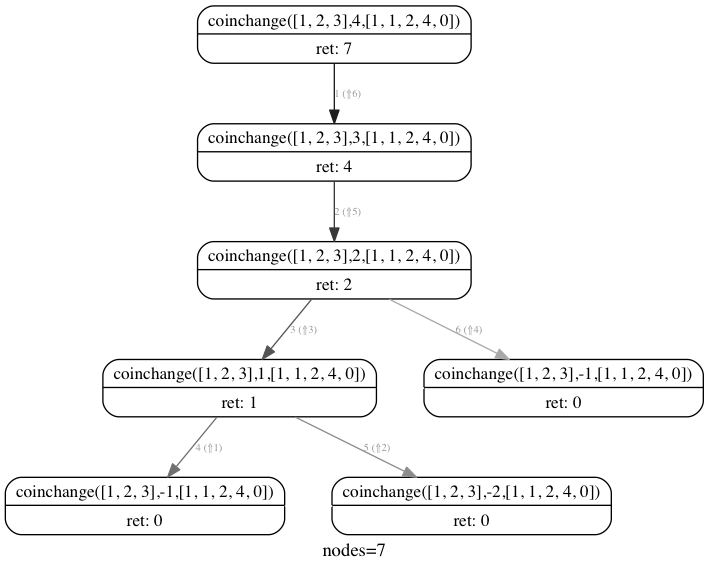 coinchange([1, 2, 3],4,[1, 1, 2, 4, 0])
ret: 7
1 (⇑6)
coinchange([1, 2, 3],3,[1, 1, 2, 4, 0])
ret: 4
2 (⇑5)
coinchange([1, 2, 3],2,[1, 1, 2, 4, 0])
ret: 2
3 (⇑3)
6 (⇑4)
coinchange([1, 2, 3],1,[1, 1, 2, 4, 0])
ret: 1
coinchange([1, 2, 3],-1,[1, 1, 2, 4, 0])
ret: 0
4 (⇑1)
5 (⇑2)
coinchange([1, 2, 3],-1,[1, 1, 2, 4, 0])
ret: 0
coinchange([1, 2, 3],-2,[1, 1, 2, 4, 0])
ret: 0
nodes=7